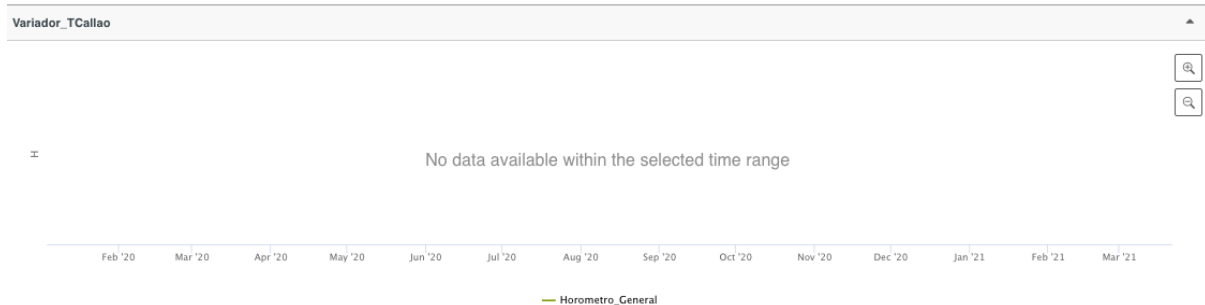 Variador_TCallao
H
No data available within the selected time range
Feb '20 Mar '20 Apr '20 May '20 Jun '20 Jul '20 Aug '20 Sep '20 Oct '20 Nov '20 Dec '20 Jan '21 Feb '21 Mar '21
Horometro_General